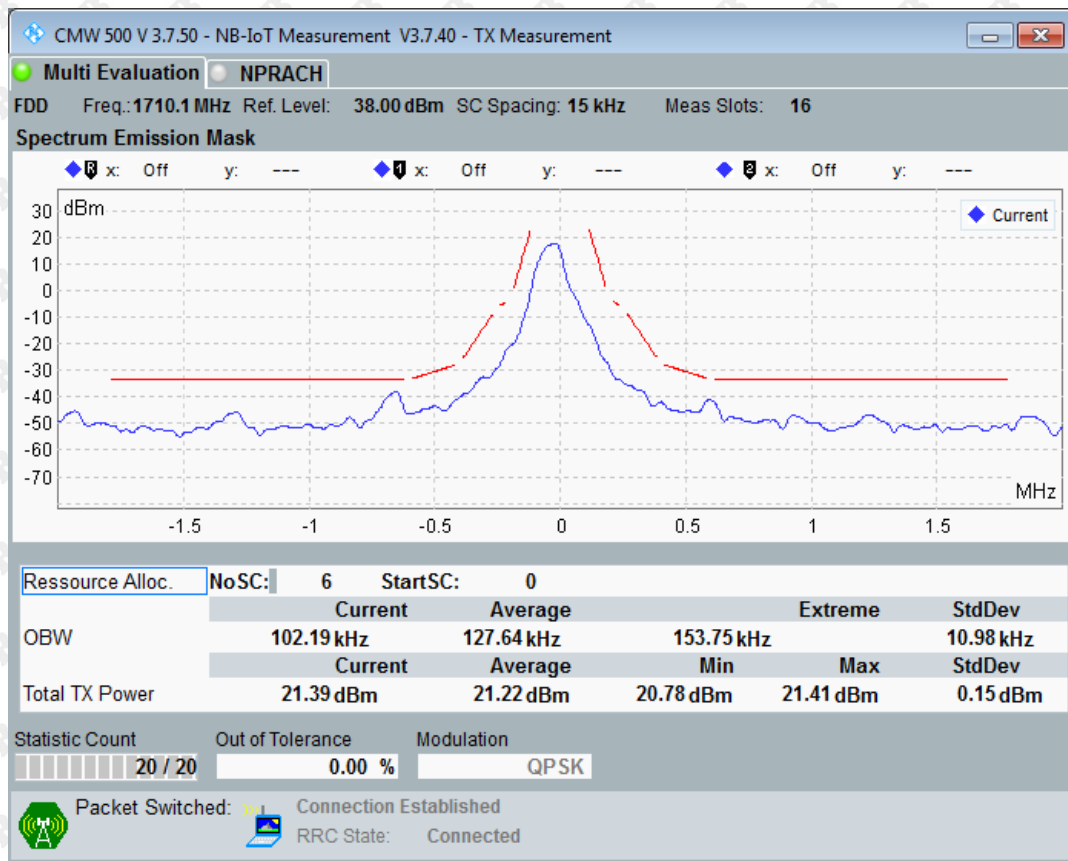 CMW 500 V 3.7.50 - NB-IoT Measurement V3.7.40 - TX Measurement
Multi Evaluation NPRACH
FDD Freq.: 1710.1 MHz Ref. Level: 38.00 dBm SC Spacing: 15 kHz Meas Slots: 16
Spectrum Emission Mask
R x: Off y: --- 1 x: Off y: --- 2 x: Off y: ---
dBm
Current
30
20
10
0
-10
-20
-30
-40
-50
-60
-70
MHz
-1.5 -1 -0.5 0 0.5 1 1.5
Ressource Alloc. NoSC: 6 StartSC: 0
Current Average Extreme StdDev
OBW 102.19 kHz 127.64 kHz 153.75 kHz 10.98 kHz
Current Average Min Max StdDev
Total TX Power 21.39 dBm 21.22 dBm 20.78 dBm 21.41 dBm 0.15 dBm
Statistic Count Out of Tolerance Modulation
20 / 20 0.00 % QPSK
Packet Switched: Connection Established
RRC State: Connected